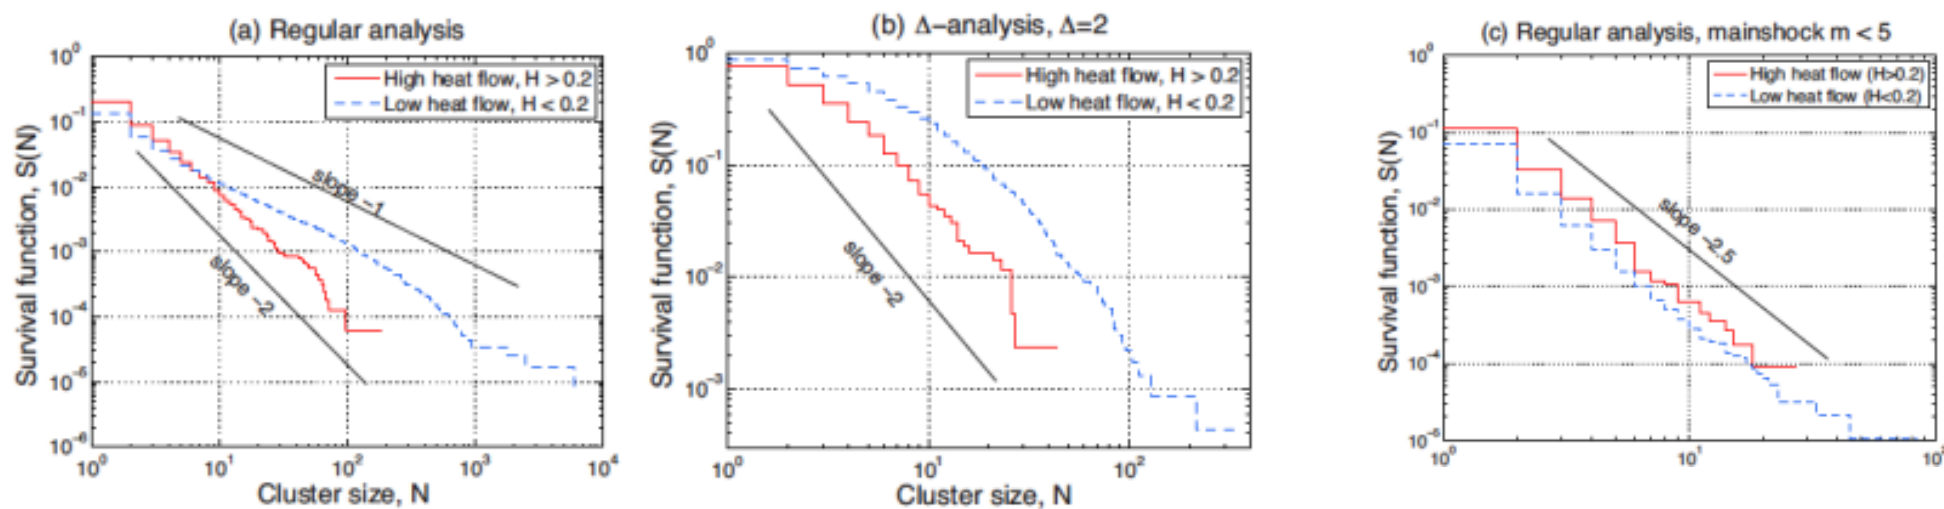 (a) Regular analysis
High heat flow, H > 0.2
Low heat flow, H < 0.2
slope −1
slope −2
Survival function, S(N)
10^0
10^-1
10^-2
10^-3
10^-4
10^-5
10^-6
10^0 10^1 10^2 10^3 10^4
Cluster size, N
(b) Δ−analysis, Δ=2
High heat flow, H > 0.2
Low heat flow, H < 0.2
slope −2
Survival function, S(N)
10^0
10^-1
10^-2
10^-3
10^0 10^1 10^2
Cluster size, N
(c) Regular analysis, mainshock m < 5
High heat flow (H>0.2)
Low heat flow (H<0.2)
slope −2.5
Survival function, S(N)
10^0
10^-1
10^-2
10^-3
10^-4
10^-5
10^0 10^1 10^2